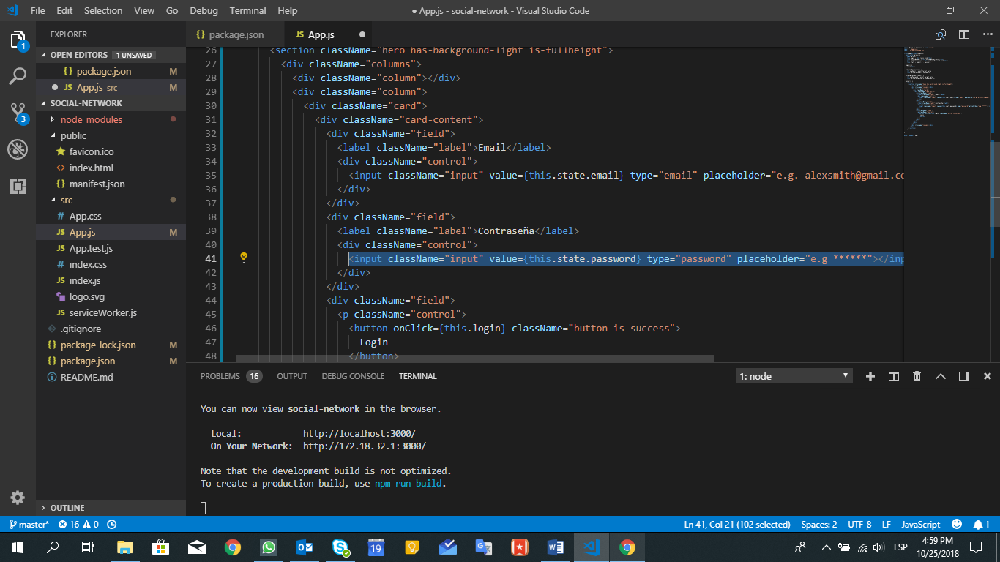 File Edit Selection View Go Debug Terminal Help
● App.js - social-network - Visual Studio Code
EXPLORER
OPEN EDITORS 1 UNSAVED
{} package.json M
JS App.js src M
SOCIAL-NETWORK
node_modules
public
favicon.ico
<> index.html
{} manifest.json
src
# App.css
JS App.js M
JS App.test.js
# index.css
JS index.js
logo.svg
JS serviceWorker.js
.gitignore
{} package-lock.json M
{} package.json M
README.md
OUTLINE
1
3
{} package.json
JS App.js
26 <section className="hero has-background-light is-fullheight">
27 <div className="columns">
28 <div className="column"></div>
29 <div className="column">
30 <div className="card">
31 <div className="card-content">
32 <div className="field">
33 <label className="label">Email</label>
34 <div className="control">
35 <input className="input" value={this.state.email} type="email" placeholder="e.g. alexsmith@gmail.co
36 </div>
37 </div>
38 <div className="field">
39 <label className="label">Contraseña</label>
40 <div className="control">
41 <input className="input" value={this.state.password} type="password" placeholder="e.g ******"></inp
42 </div>
43 </div>
44 <div className="field">
45 <p className="control">
46 <button onClick={this.login} className="button is-success">
47 Login
48 </button>
PROBLEMS 16 OUTPUT DEBUG CONSOLE TERMINAL
1: node
You can now view social-network in the browser.
Local: http://localhost:3000/
On Your Network: http://172.18.32.1:3000/
Note that the development build is not optimized.
To create a production build, use npm run build.
master* 16 0
Ln 41, Col 21 (102 selected) Spaces: 2 UTF-8 LF JavaScript 1
19
ESP
4:59 PM
10/25/2018